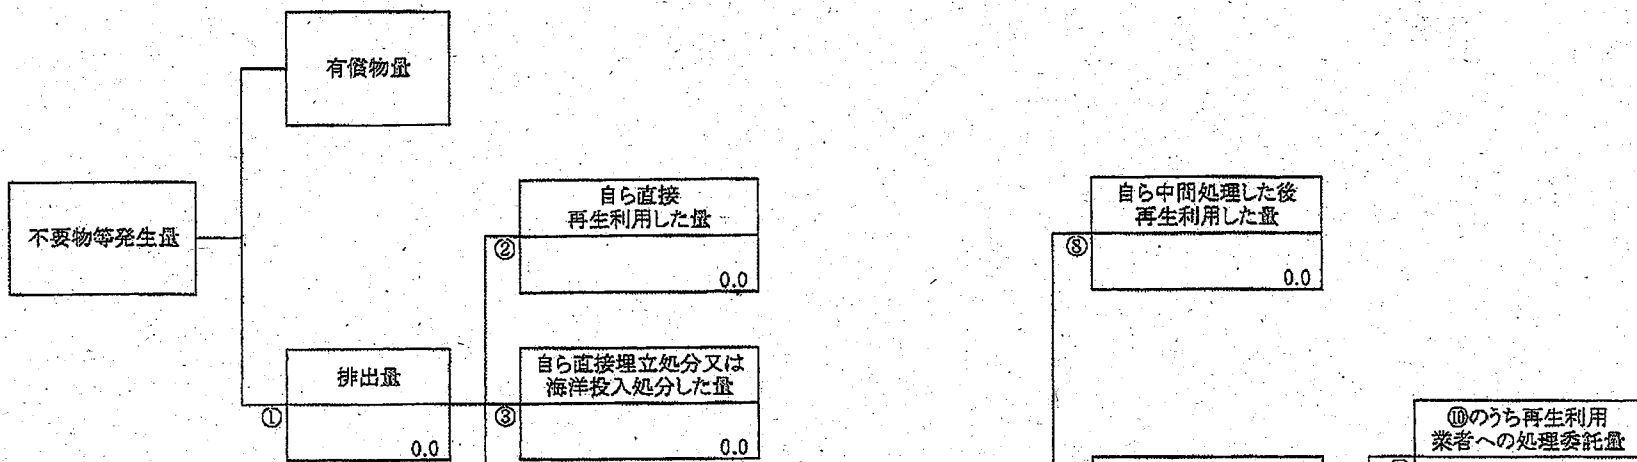 有償物量
不要物等発生量
自ら直接
再生利用した量
②
0.0
自ら中間処理した後
再生利用した量
⑧
0.0
排出量
①
0.0
自ら直接埋立処分又は
海洋投入処分した量
③
0.0
⑩のうち再生利用
業者への処理委託量